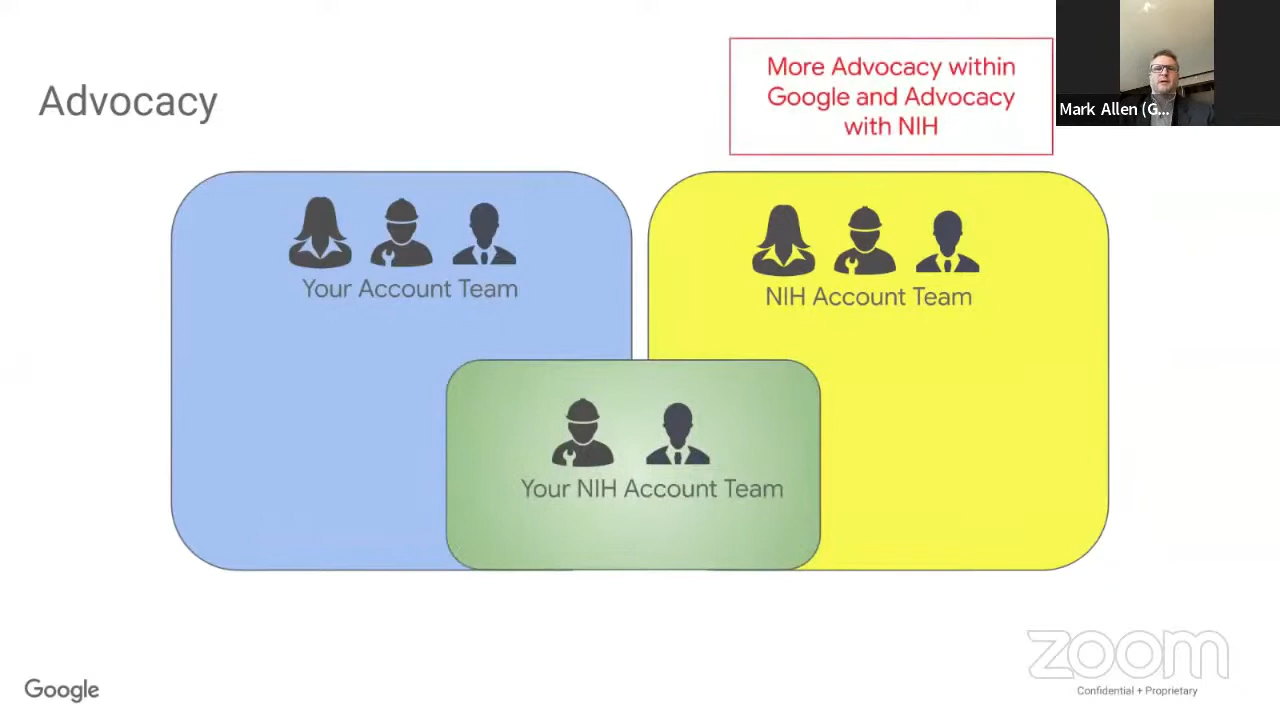 Advocacy
More Advocacy within
Google and Advocacy
with NIH
Mark Allen (G...
Your Account Team
NIH Account Team
Your NIH Account Team
Google
zoom
Confidential + Proprietary